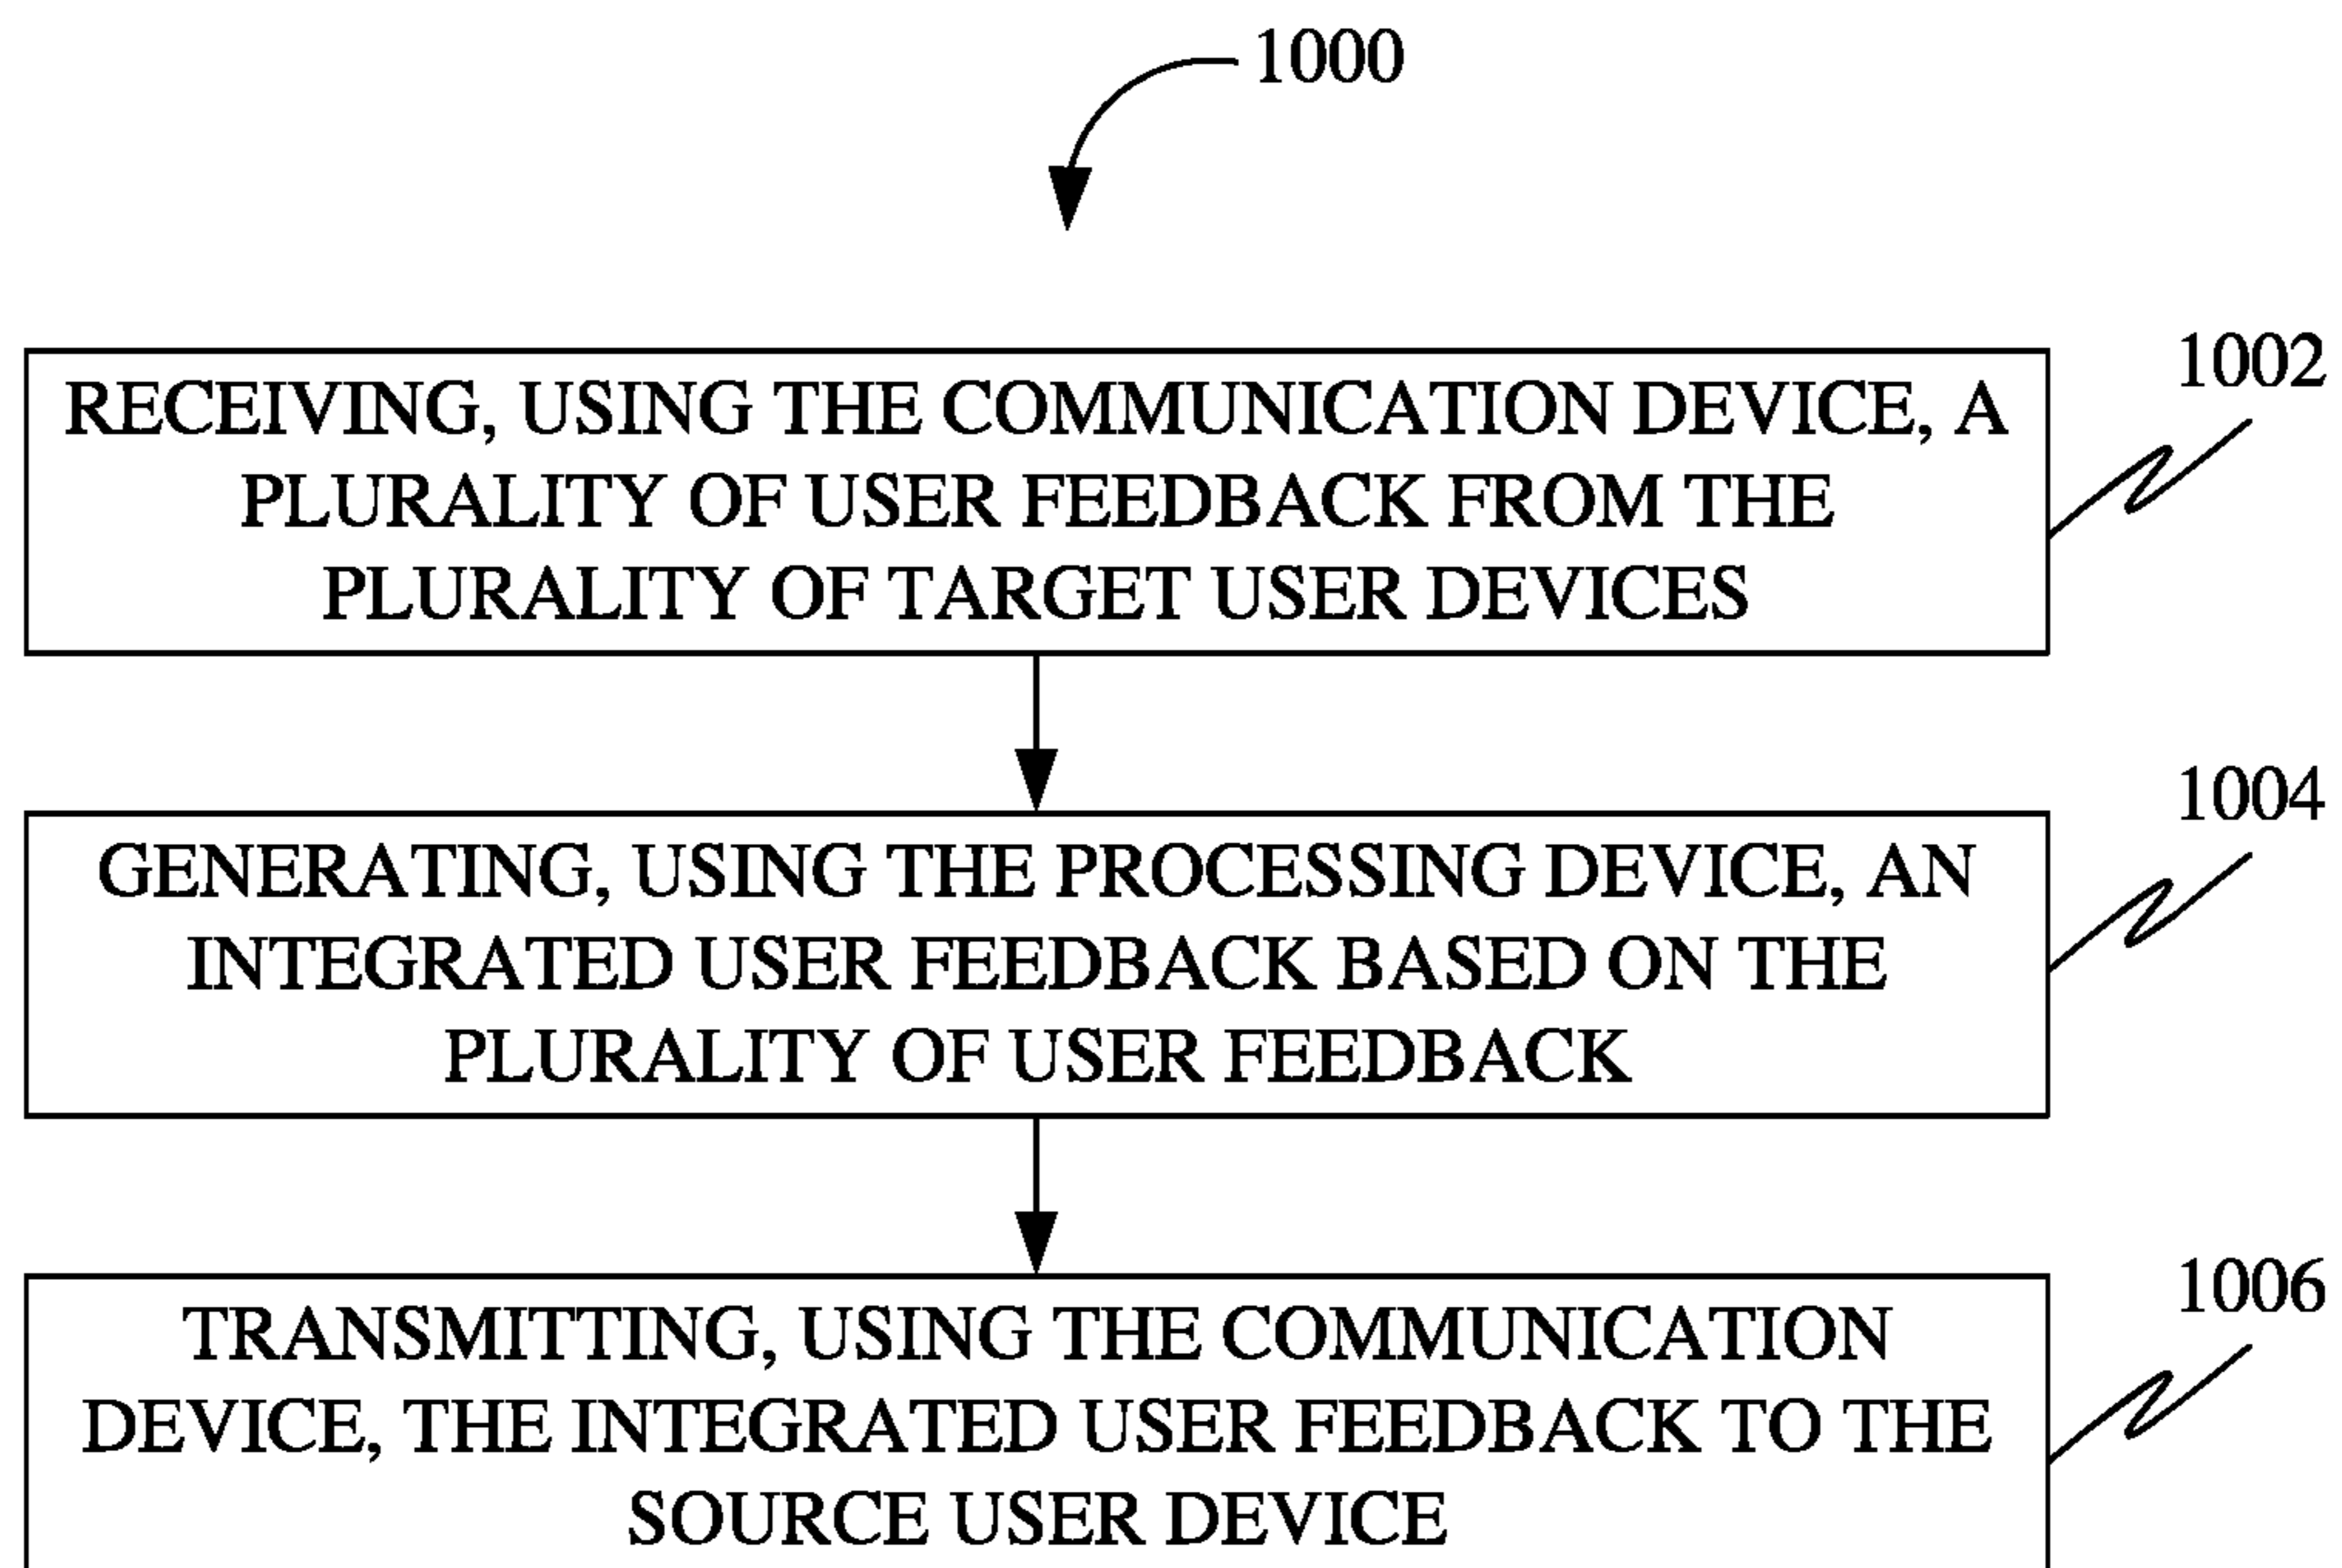 1000
1002
RECEIVING, USING THE COMMUNICATION DEVICE, A
PLURALITY OF USER FEEDBACK FROM THE
PLURALITY OF TARGET USER DEVICES
1004
GENERATING, USING THE PROCESSING DEVICE, AN
INTEGRATED USER FEEDBACK BASED ON THE
PLURALITY OF USER FEEDBACK
1006
TRANSMITTING, USING THE COMMUNICATION
DEVICE, THE INTEGRATED USER FEEDBACK TO THE
SOURCE USER DEVICE